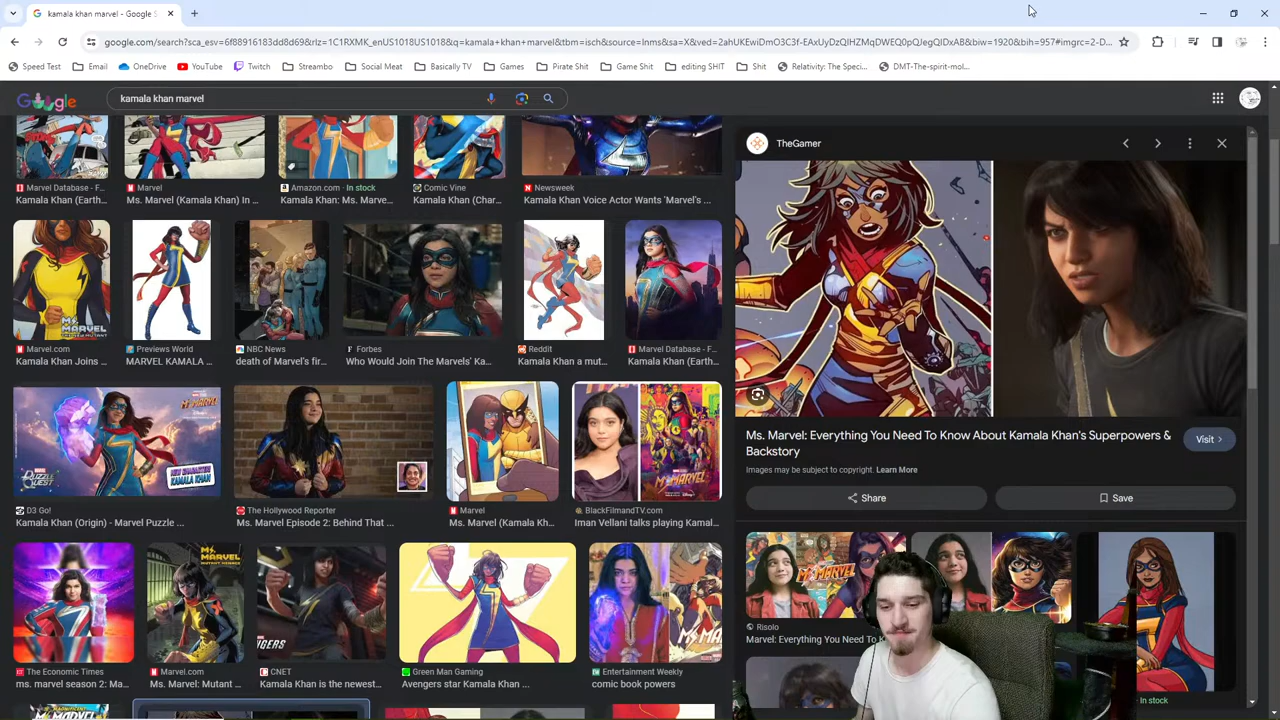 kamala khan marvel - Google S
google.com/search?sca_esv=6f88916183dd8d69&rlz=1C1RXMK_enUS1018US1018&q=kamala+khan+marvel&tbm=isch&source=lnms&sa=X&ved=2ahUKEwiDmO3C3f-EAxUyDzQIHZMqDWEQ0pQJegQIDxAB&biw=1920&bih=957#imgrc=2-D...
Speed Test
Email
OneDrive
YouTube
Twitch
Streambo
Social Meat
Basically TV
Games
Pirate Shit
Game Shit
editing SHIT
Shit
Relativity: The Speci...
DMT-The-spirit-mol...
Google
kamala khan marvel
Marvel Database - F...
Kamala Khan (Earth...
Marvel
Ms. Marvel (Kamala Khan) In ...
Amazon.com · In stock
Kamala Khan: Ms. Marve...
Comic Vine
Kamala Khan (Char...
Newsweek
Kamala Khan Voice Actor Wants 'Marvel's ...
MS. MARVEL
Marvel.com
Kamala Khan Joins ...
Previews World
MARVEL KAMALA ...
NBC News
death of Marvel's fir...
Forbes
Who Would Join The Marvels' Ka...
Reddit
Kamala Khan a mut...
Marvel Database - F...
Kamala Khan (Earth...
NEW CHARACTER
KAMALA KHAN
D3 Go!
Kamala Khan (Origin) - Marvel Puzzle ...
The Hollywood Reporter
Ms. Marvel Episode 2: Behind That ...
Marvel
Ms. Marvel (Kamala Kh...
BlackFilmandTV.com
Iman Vellani talks playing Kamal...
The Economic Times
ms. marvel season 2: Ma...
MS. MARVEL
Marvel.com
Ms. Marvel: Mutant ...
CNET
Kamala Khan is the newest...
Green Man Gaming
Avengers star Kamala Khan ...
Entertainment Weekly
comic book powers
TheGamer
Ms. Marvel: Everything You Need To Know About Kamala Khan's Superpowers &
Backstory
Visit
Images may be subject to copyright. Learn More
Share
Save
Risolo
Marvel: Everything You Need To
In stock